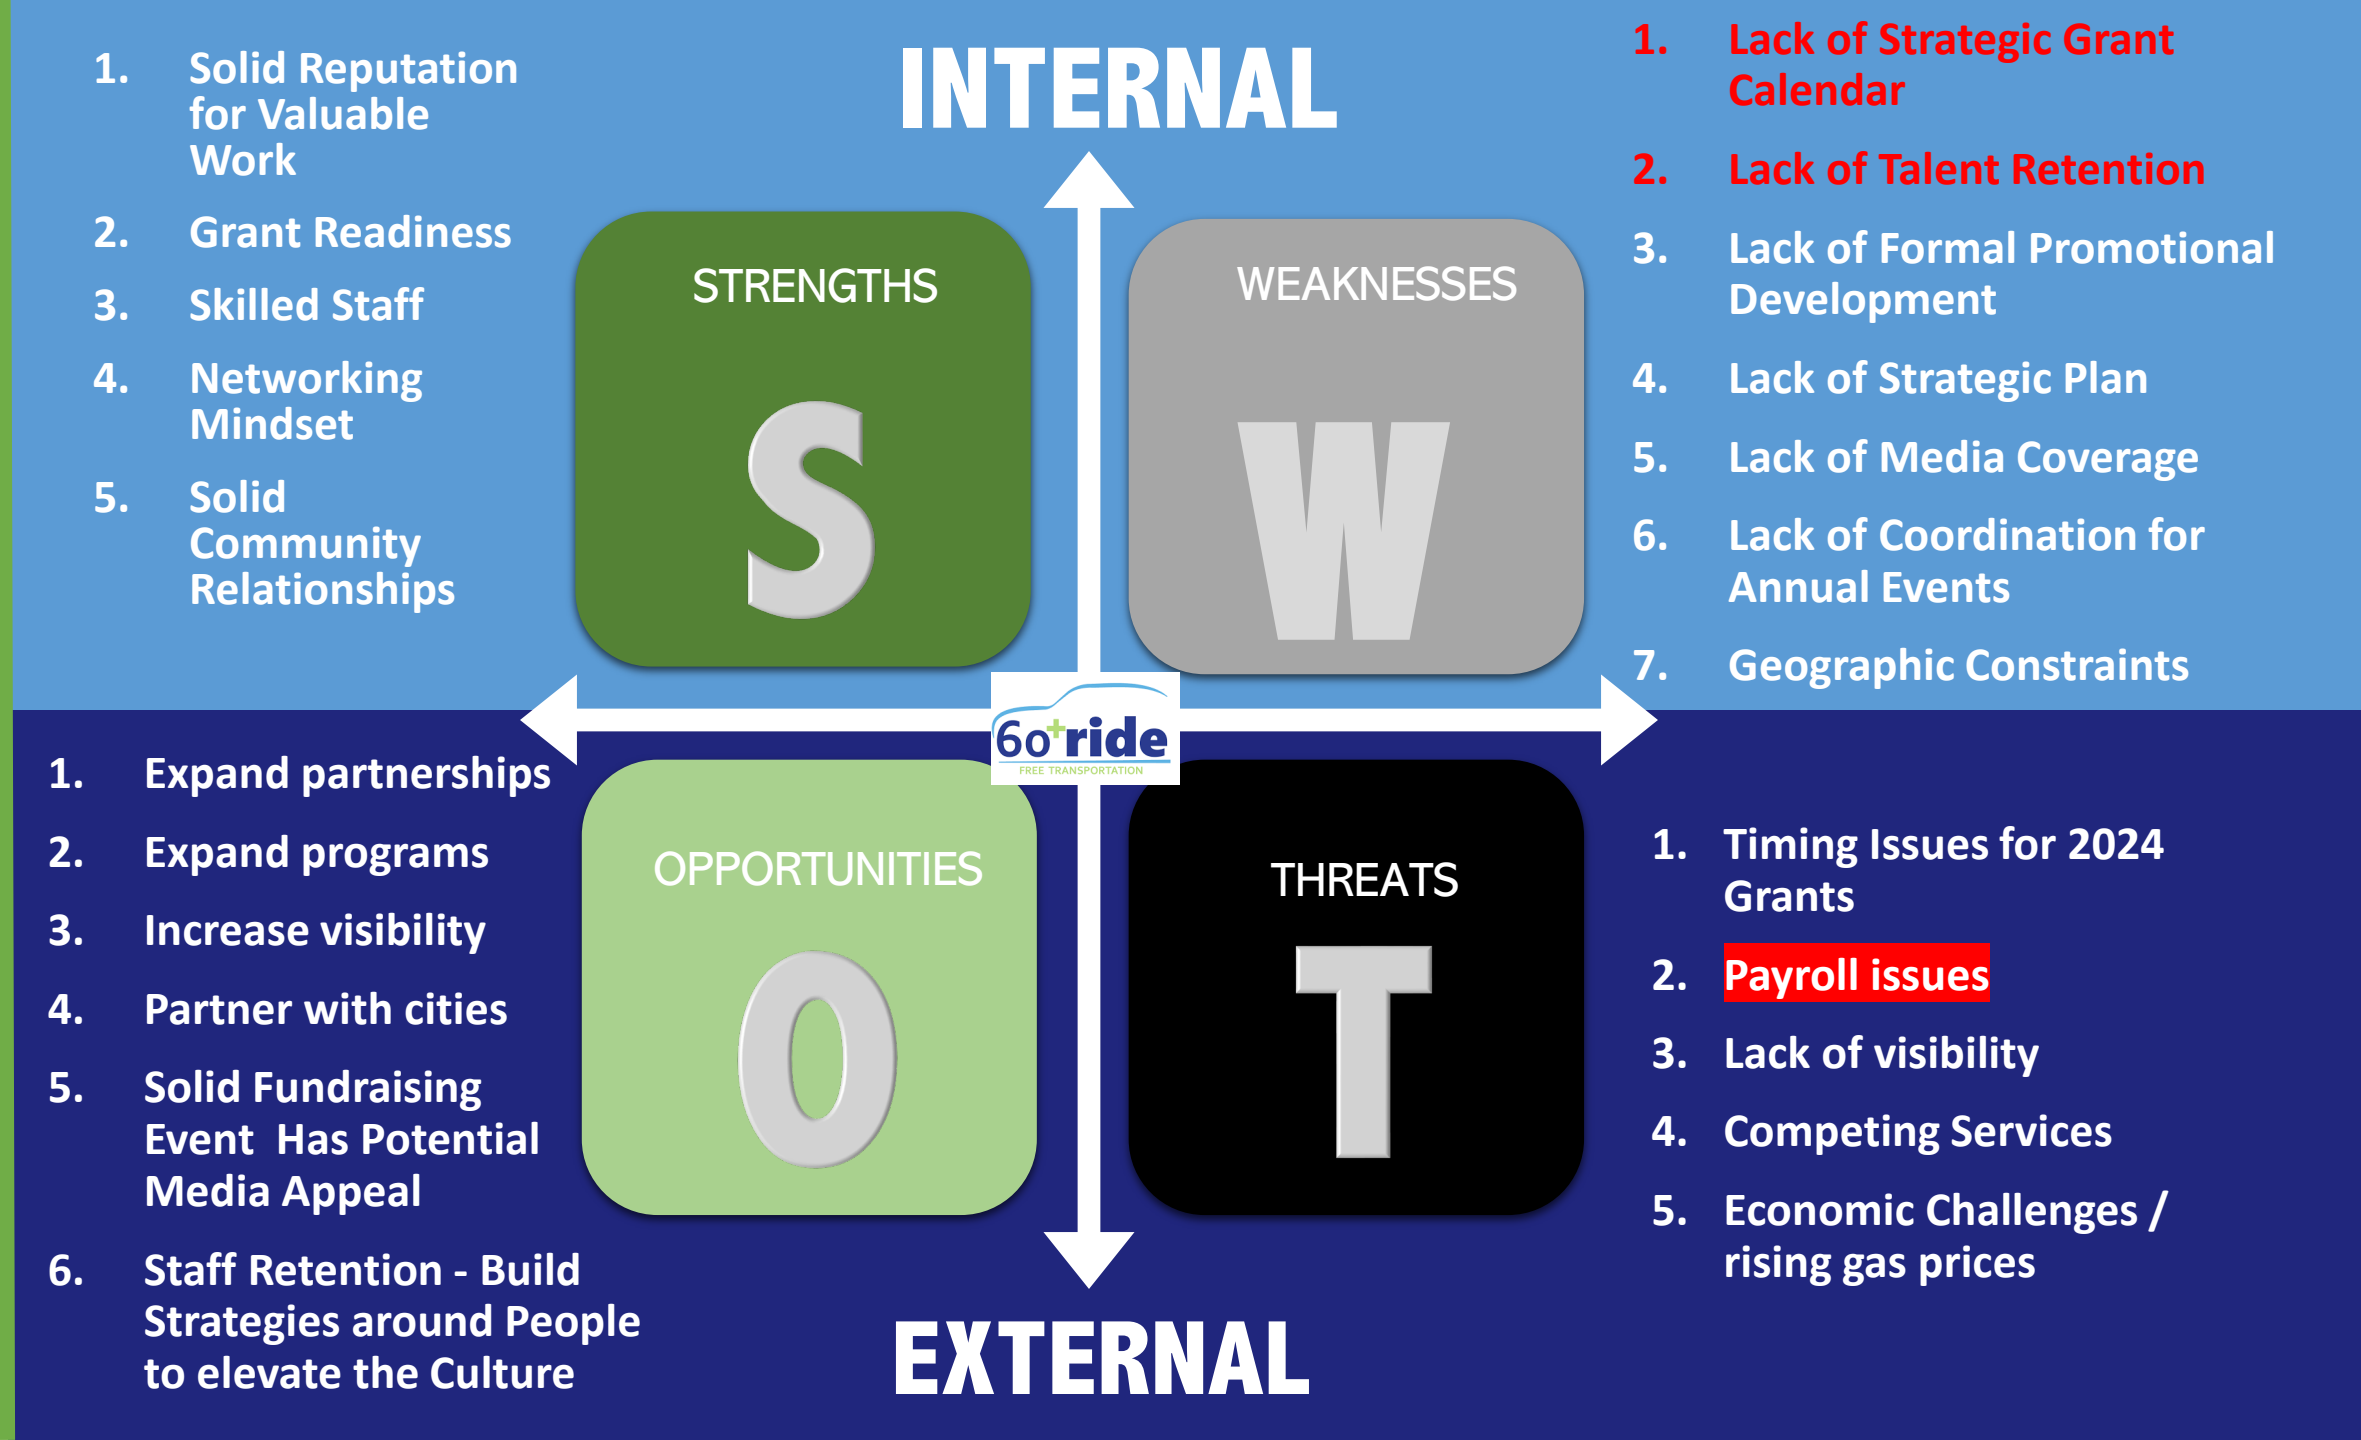 INTERNAL
1. Solid Reputation
for Valuable
Work
2. Grant Readiness
3. Skilled Staff
4. Networking
Mindset
5. Solid
Community
Relationships
STRENGTHS
S
WEAKNESSES
W
1. Lack of Strategic Grant
Calendar
2. Lack of Talent Retention
3. Lack of Formal Promotional
Development
4. Lack of Strategic Plan
5. Lack of Media Coverage
6. Lack of Coordination for
Annual Events
7. Geographic Constraints
60+ride
FREE TRANSPORTATION
1. Expand partnerships
2. Expand programs
3. Increase visibility
4. Partner with cities
5. Solid Fundraising
Event  Has Potential
Media Appeal
6. Staff Retention - Build
Strategies around People
to elevate the Culture
OPPORTUNITIES
O
THREATS
T
1. Timing Issues for 2024
Grants
2. Payroll issues
3. Lack of visibility
4. Competing Services
5. Economic Challenges /
rising gas prices
EXTERNAL